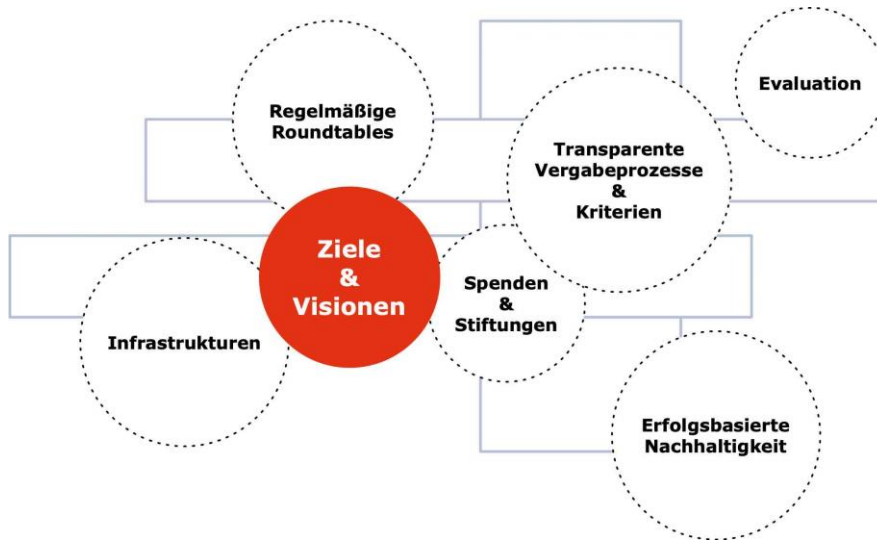 Evaluation
Regelmäßige
Roundtables
Transparente
Vergabeprozesse
&
Kriterien
Ziele
&
Visionen
Spenden
&
Stiftungen
Infrastrukturen
Erfolgsbasierte
Nachhaltigkeit